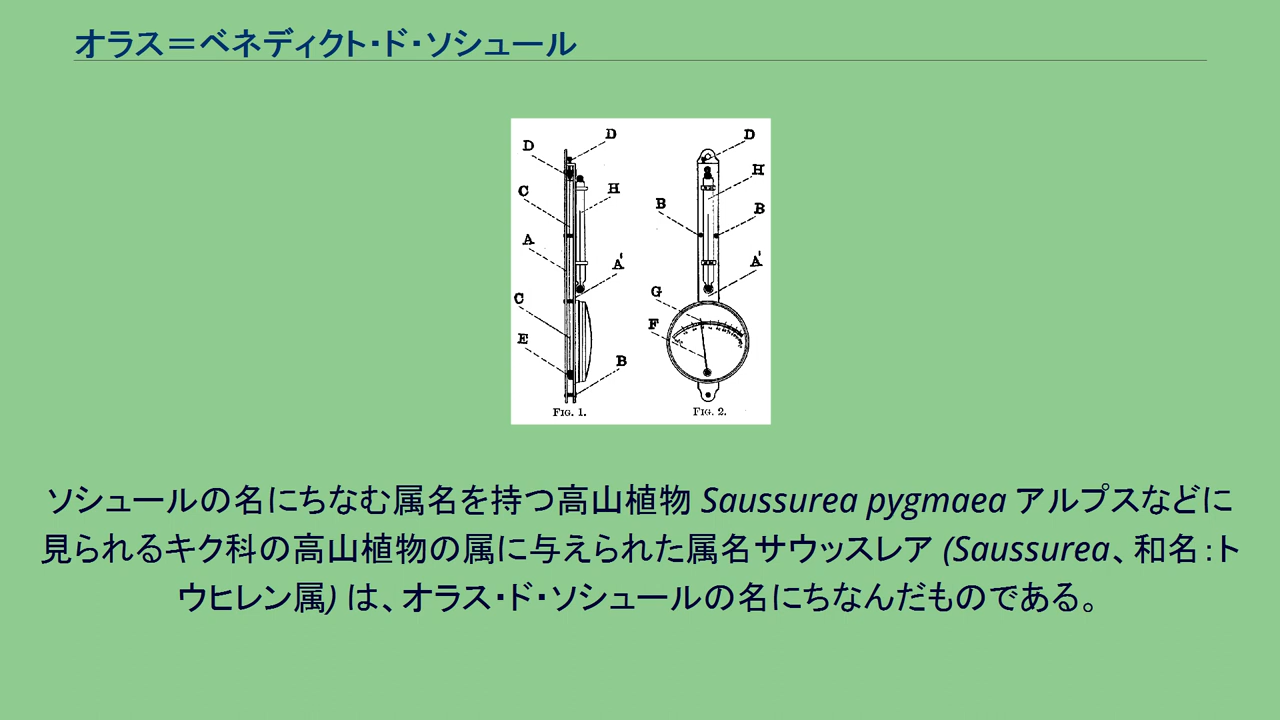 オラス＝ベネディクト・ド・ソシュール
D
D
C
H
A
A'
C
E
B
FIG. 1.
D
H
B
B
A'
G
F
FIG. 2.
ソシュールの名にちなむ属名を持つ高山植物 Saussurea pygmaea アルプスなどに
見られるキク科の高山植物の属に与えられた属名サウッスレア (Saussurea、和名：ト
ウヒレン属) は、オラス・ド・ソシュールの名にちなんだものである。